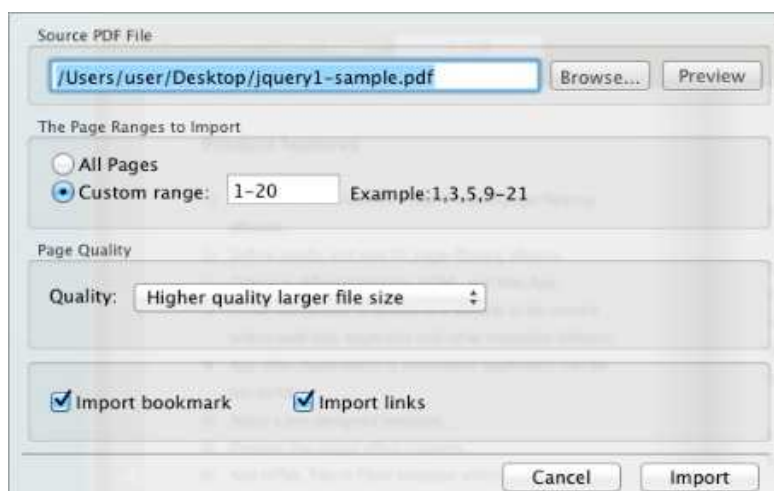 Source PDF File
/Users/user/Desktop/jquery1-sample.pdf Browse... Preview
The Page Ranges to Import
All Pages
Custom range: 1-20 Example:1,3,5,9-21
Page Quality
Quality: Higher quality larger file size
Import bookmark Import links
Cancel Import